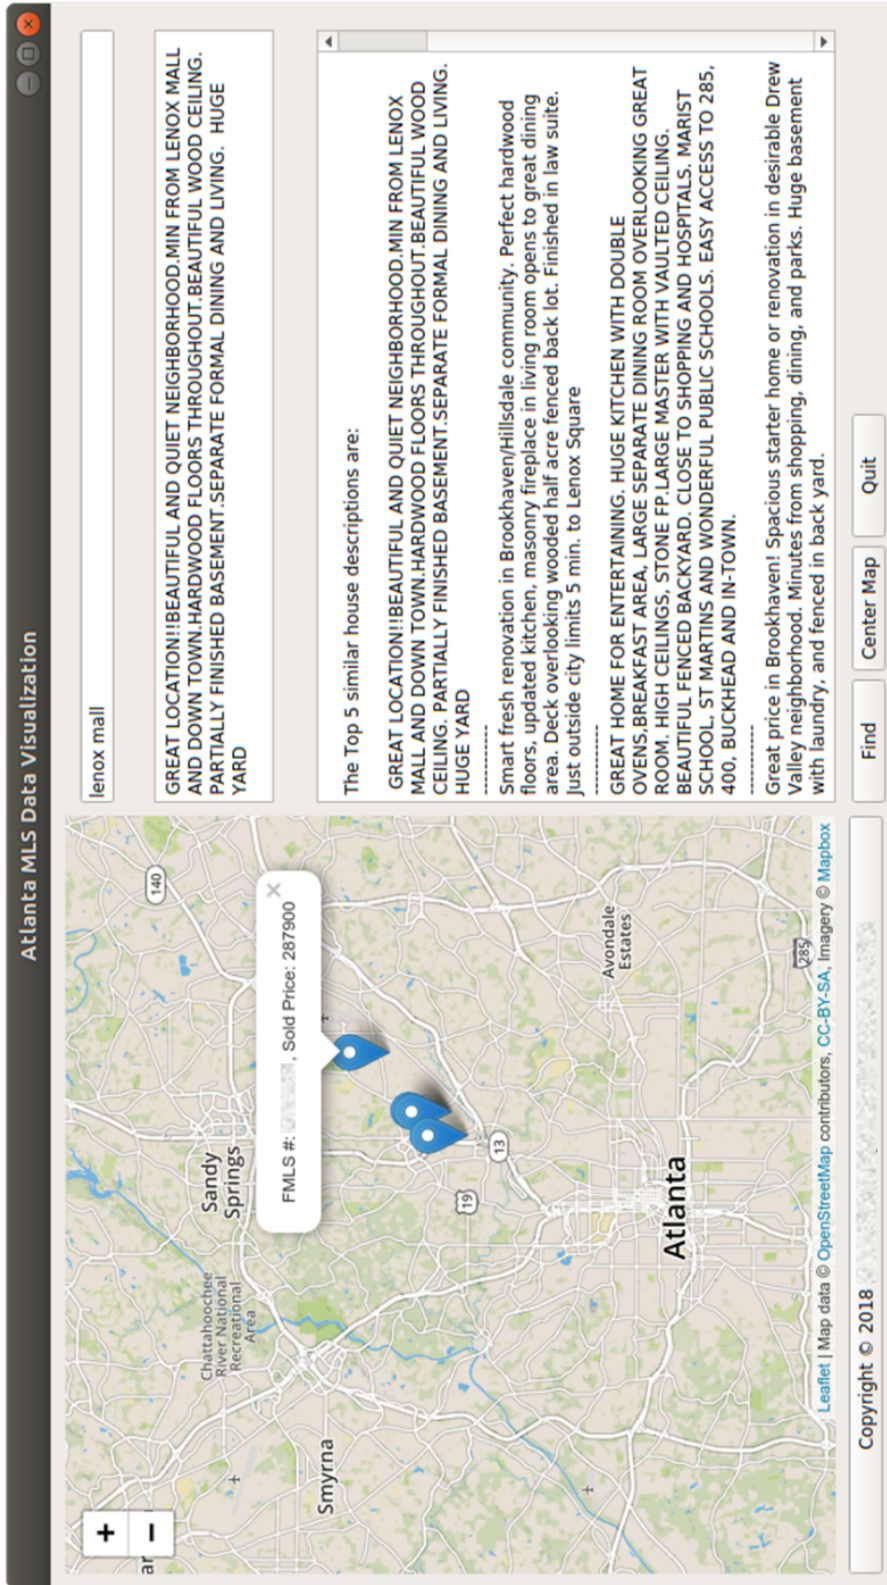 Atlanta MLS Data Visualization
+
−
140
Sandy
Springs
Chattahoochee
River National
Recreational
Area
FMLS #:
, Sold Price: 287900
×
Smyrna
19
13
Avondale
Estates
Atlanta
285
Leaflet | Map data © OpenStreetMap contributors, CC-BY-SA, Imagery © Mapbox
Copyright © 2018
lenox mall
GREAT LOCATION!!BEAUTIFUL AND QUIET NEIGHBORHOOD.MIN FROM LENOX MALL
AND DOWN TOWN.HARDWOOD FLOORS THROUGHOUT.BEAUTIFUL WOOD CEILING.
PARTIALLY FINISHED BASEMENT.SEPARATE FORMAL DINING AND LIVING. HUGE
YARD
The Top 5 similar house descriptions are:
GREAT LOCATION!!BEAUTIFUL AND QUIET NEIGHBORHOOD.MIN FROM LENOX
MALL AND DOWN TOWN.HARDWOOD FLOORS THROUGHOUT.BEAUTIFUL WOOD
CEILING. PARTIALLY FINISHED BASEMENT.SEPARATE FORMAL DINING AND LIVING.
HUGE YARD
------------
Smart fresh renovation in Brookhaven/Hillsdale community. Perfect hardwood
floors, updated kitchen, masonry fireplace in living room opens to great dining
area. Deck overlooking wooded half acre fenced back lot. Finished in law suite.
Just outside city limits 5 min. to Lenox Square
------------
GREAT HOME FOR ENTERTAINING. HUGE KITCHEN WITH DOUBLE
OVENS,BREAKFAST AREA, LARGE SEPARATE DINING ROOM OVERLOOKING GREAT
ROOM. HIGH CEILINGS, STONE FP.LARGE MASTER WITH VAULTED CEILING.
BEAUTIFUL FENCED BACKYARD. CLOSE TO SHOPPING AND HOSPITALS. MARIST
SCHOOL, ST MARTINS AND WONDERFUL PUBLIC SCHOOLS. EASY ACCESS TO 285,
400, BUCKHEAD AND IN-TOWN.
------------
Great price in Brookhaven! Spacious starter home or renovation in desirable Drew
Valley neighborhood. Minutes from shopping, dining, and parks. Huge basement
with laundry, and fenced in back yard.
Find
Center Map
Quit